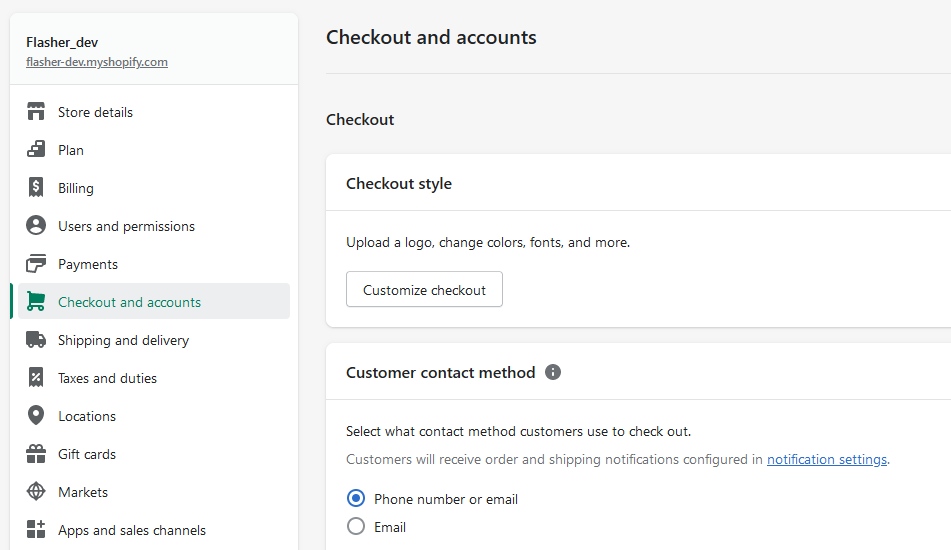 Flasher_dev
flasher-dev.myshopify.com
Store details
Plan
Billing
Users and permissions
Payments
Checkout and accounts
Shipping and delivery
Taxes and duties
Locations
Gift cards
Markets
Apps and sales channels
Checkout and accounts
Checkout
Checkout style
Upload a logo, change colors, fonts, and more.
Customize checkout
Customer contact method
Select what contact method customers use to check out.
Customers will receive order and shipping notifications configured in notification settings.
Phone number or email
Email